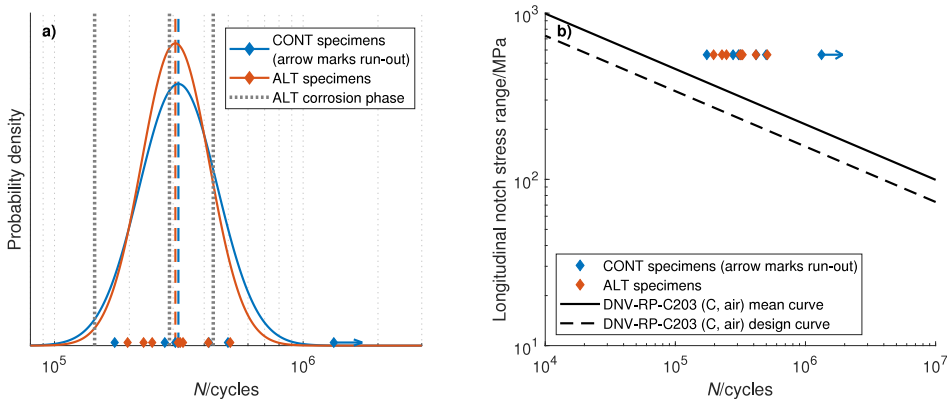 a)
CONT specimens
(arrow marks run-out)
ALT specimens
ALT corrosion phase
Probability density
10^5
10^6
N/cycles
b)
10^3
10^2
10^1
Longitudinal notch stress range/MPa
CONT specimens (arrow marks run-out)
ALT specimens
DNV-RP-C203 (C, air) mean curve
DNV-RP-C203 (C, air) design curve
10^4
10^5
10^6
10^7
N/cycles